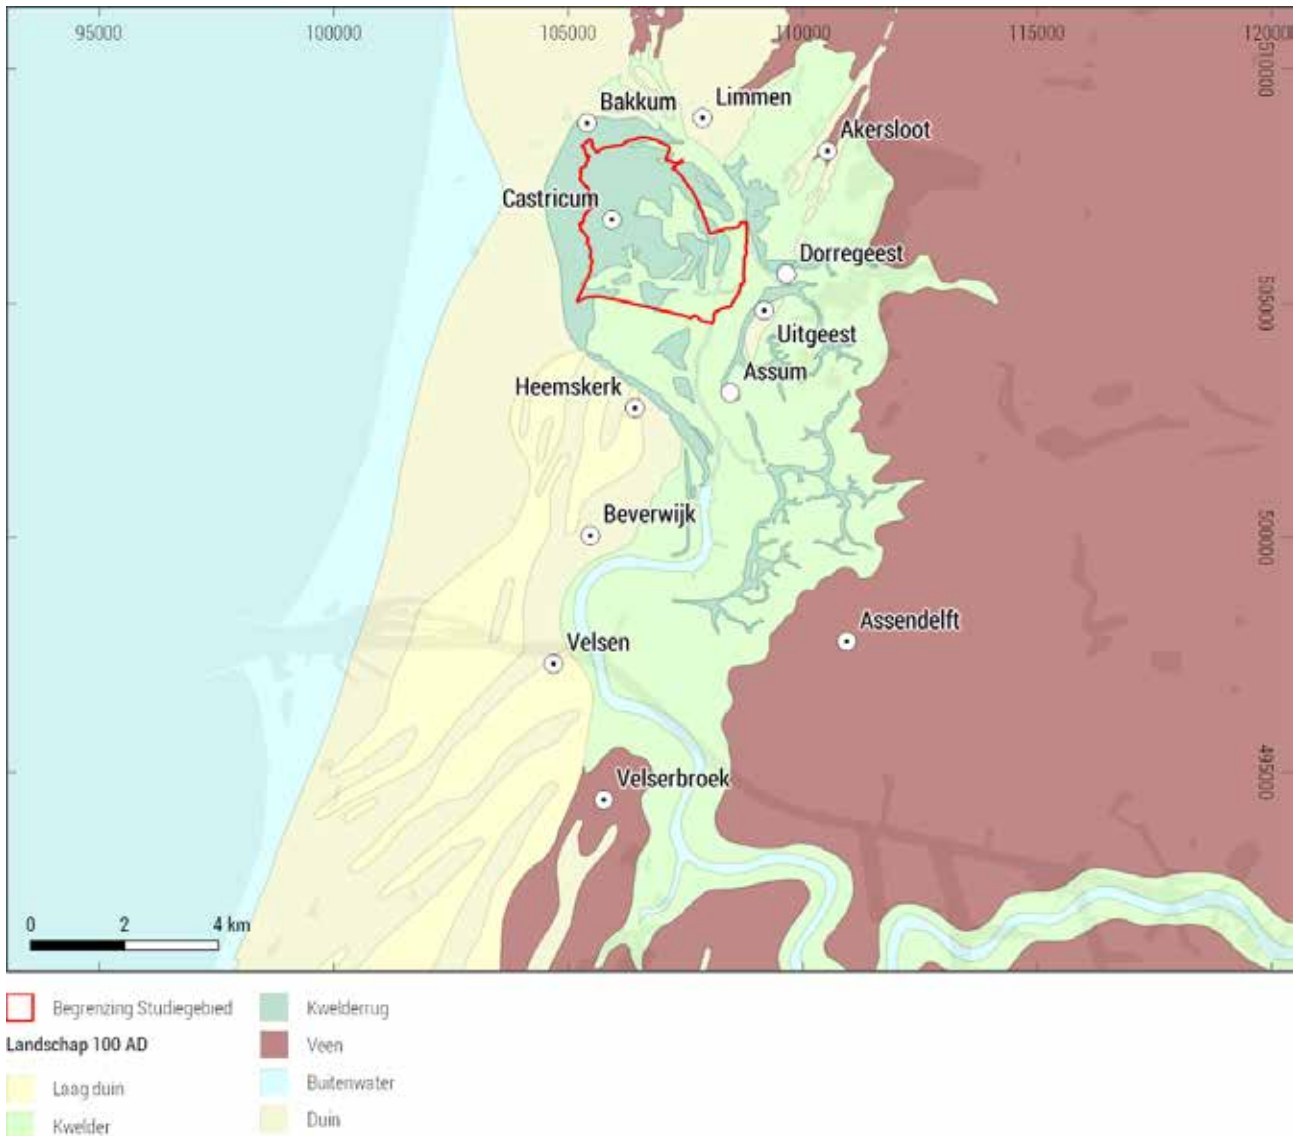 95000 100000 105000 110000 115000 120000
510000
Bakkum
Limmen
Akersloot
Castricum
Dorregeest
505000
Uitgeest
Assum
Heemskerk
Beverwijk
500000
Assendelft
Velsen
495000
Velserbroek
0 2 4 km
Begrenzing Studiegebied
Landschap 100 AD
Laag duin
Kwelder
Kwelderrug
Veen
Buitenwater
Duin